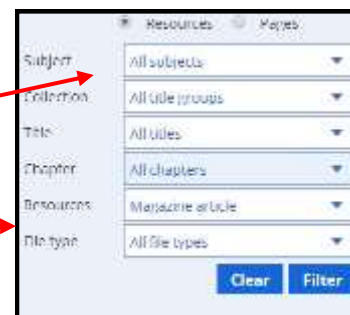 Resources Pages
Subject All subjects
Collection All title groups
Title All titles
Chapter All chapters
Resources Magazine article
File type All file types
Clear Filter